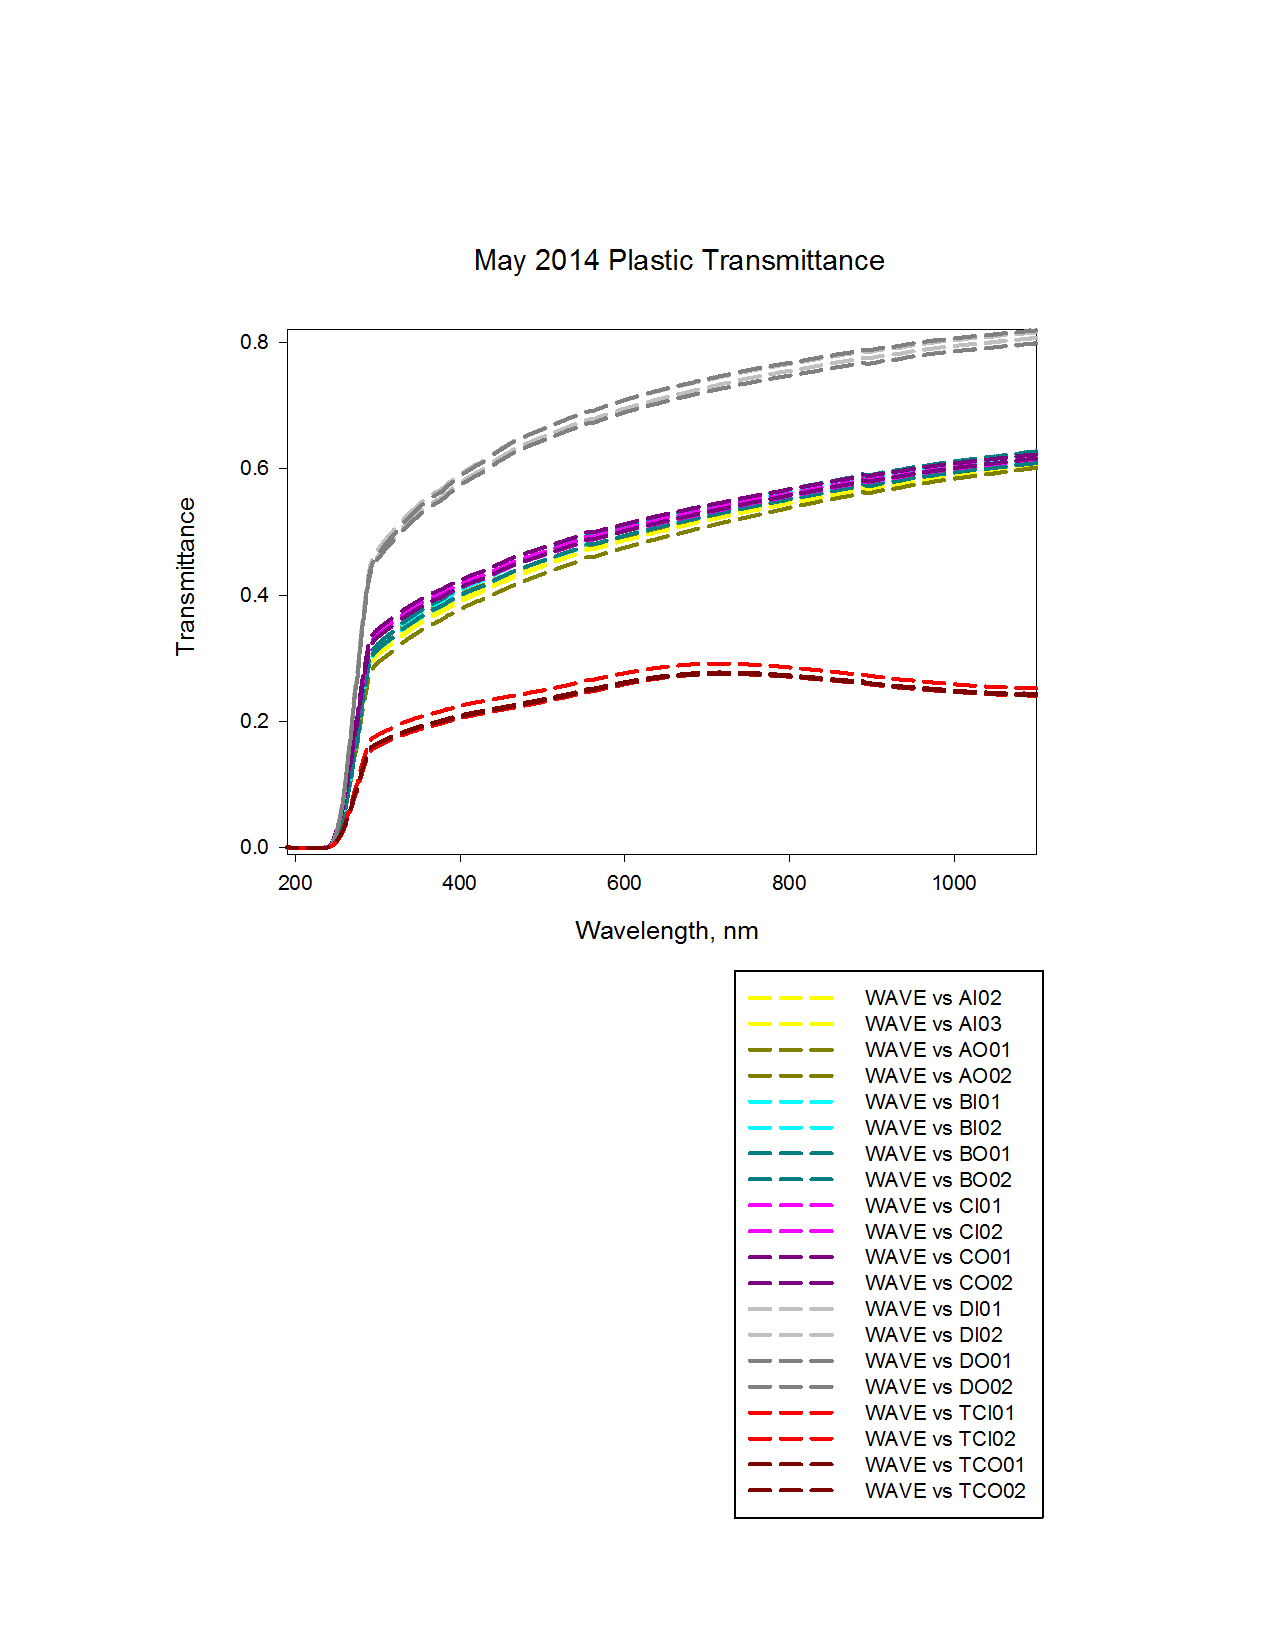 May 2014 Plastic Transmittance
0.8
0.6
0.4
0.2
0.0
Transmittance
200 400 600 800 1000
Wavelength, nm
WAVE vs AI02
WAVE vs AI03
WAVE vs AO01
WAVE vs AO02
WAVE vs BI01
WAVE vs BI02
WAVE vs BO01
WAVE vs BO02
WAVE vs CI01
WAVE vs CI02
WAVE vs CO01
WAVE vs CO02
WAVE vs DI01
WAVE vs DI02
WAVE vs DO01
WAVE vs DO02
WAVE vs TCI01
WAVE vs TCI02
WAVE vs TCO01
WAVE vs TCO02